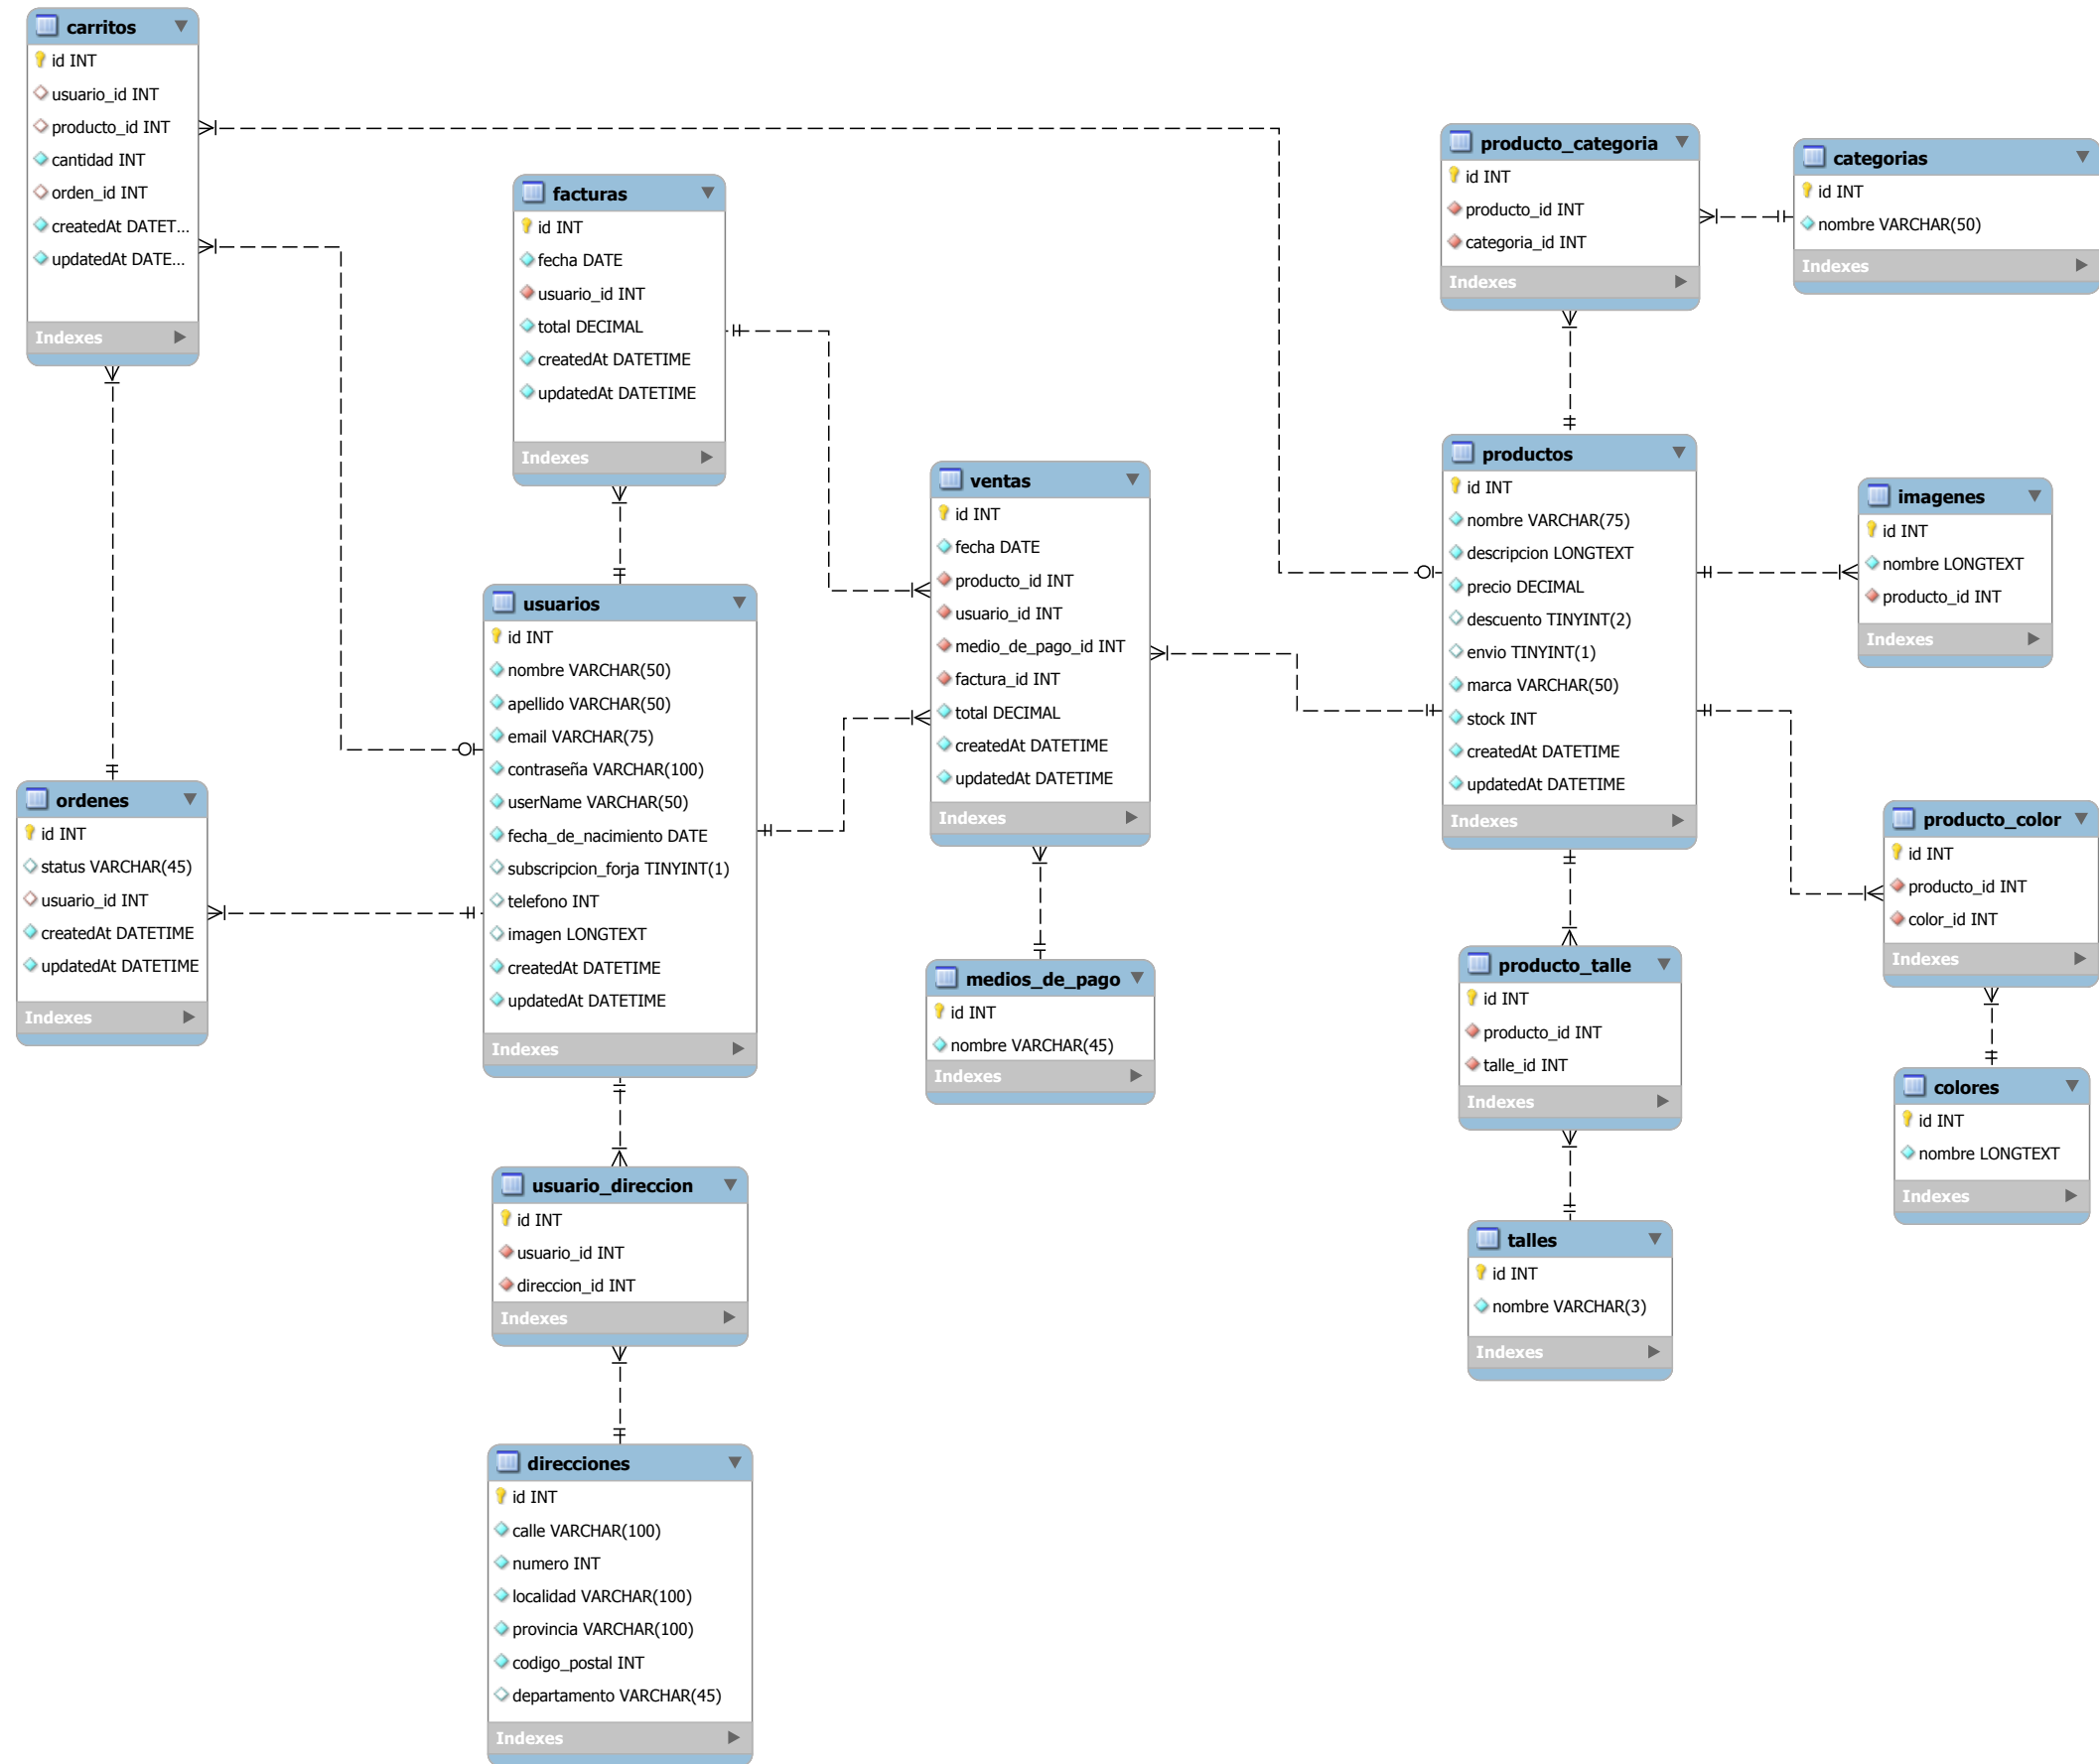 carritos
id INT
usuario_id INT
producto_id INT
cantidad INT
orden_id INT
createdAt DATET...
updatedAt DATE...
Indexes
facturas
id INT
fecha DATE
usuario_id INT
total DECIMAL
createdAt DATETIME
updatedAt DATETIME
Indexes
producto_categoria
id INT
producto_id INT
categoria_id INT
Indexes
categorias
id INT
nombre VARCHAR(50)
Indexes
ventas
id INT
fecha DATE
producto_id INT
usuario_id INT
medio_de_pago_id INT
factura_id INT
total DECIMAL
createdAt DATETIME
updatedAt DATETIME
Indexes
productos
id INT
nombre VARCHAR(75)
descripcion LONGTEXT
precio DECIMAL
descuento TINYINT(2)
envio TINYINT(1)
marca VARCHAR(50)
stock INT
createdAt DATETIME
updatedAt DATETIME
Indexes
imagenes
id INT
nombre LONGTEXT
producto_id INT
Indexes
usuarios
id INT
nombre VARCHAR(50)
apellido VARCHAR(50)
email VARCHAR(75)
contraseña VARCHAR(100)
userName VARCHAR(50)
fecha_de_nacimiento DATE
subscripcion_forja TINYINT(1)
telefono INT
imagen LONGTEXT
createdAt DATETIME
updatedAt DATETIME
Indexes
ordenes
id INT
status VARCHAR(45)
usuario_id INT
createdAt DATETIME
updatedAt DATETIME
Indexes
medios_de_pago
id INT
nombre VARCHAR(45)
Indexes
producto_talle
id INT
producto_id INT
talle_id INT
Indexes
producto_color
id INT
producto_id INT
color_id INT
Indexes
colores
id INT
nombre LONGTEXT
Indexes
usuario_direccion
id INT
usuario_id INT
direccion_id INT
Indexes
talles
id INT
nombre VARCHAR(3)
Indexes
direcciones
id INT
calle VARCHAR(100)
numero INT
localidad VARCHAR(100)
provincia VARCHAR(100)
codigo_postal INT
departamento VARCHAR(45)
Indexes